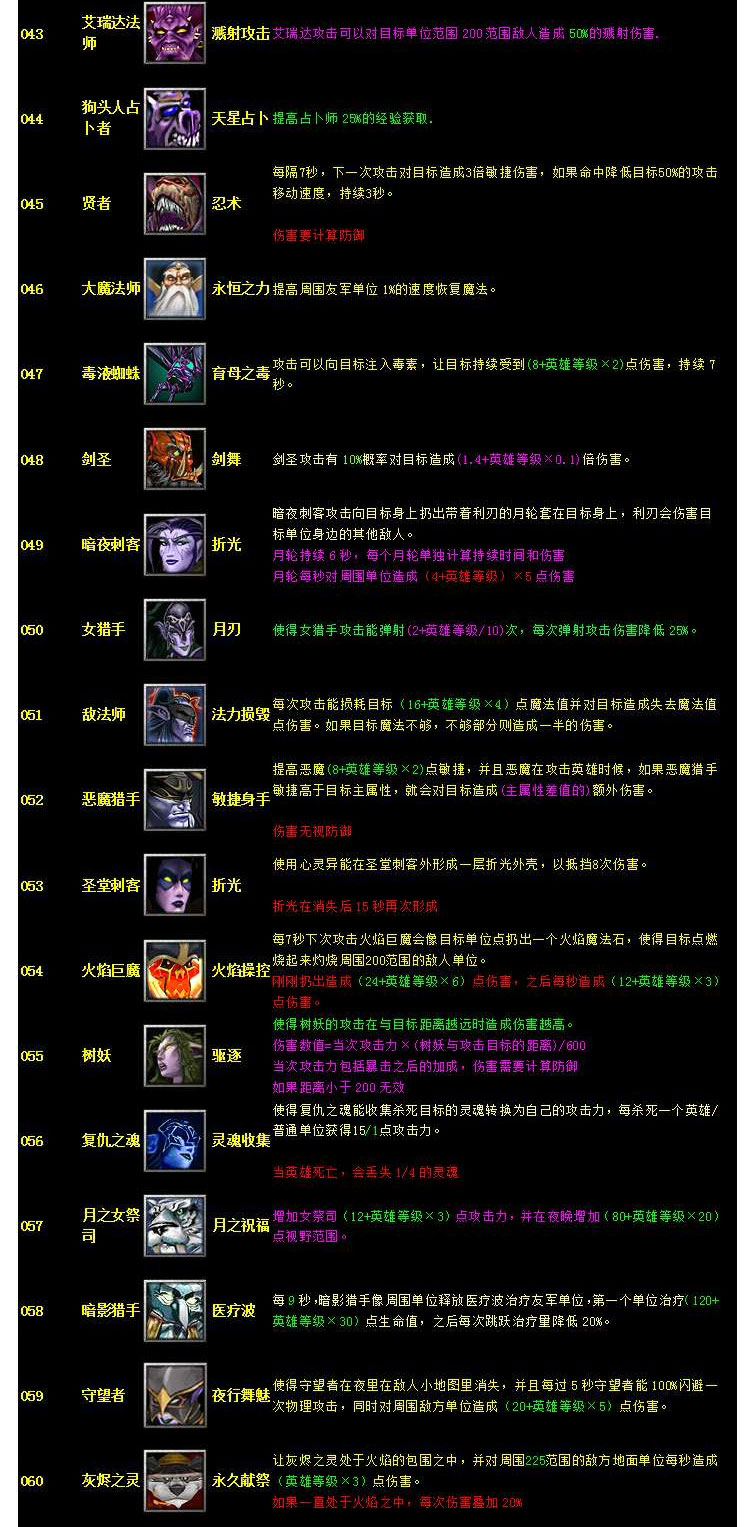 043 艾瑞达法师 溅射攻击 艾瑞达攻击可以对目标单位范围 200 范围敌人造成 50%的溅射伤害.
044 狗头人占卜者 天星占卜 提高占卜师 25%的经验获取.
045 贤者 忍术 每隔7秒，下一次攻击对目标造成3倍敏捷伤害，如果命中降低目标50%的攻击
移动速度，持续3秒。
伤害要计算防御
046 大魔法师 永恒之力 提高周围友军单位 1%的速度恢复魔法。
047 毒液蜘蛛 育母之毒 攻击可以向目标注入毒素，让目标持续受到(8+英雄等级×2)点伤害，持续 7
秒。
048 剑圣 剑舞 剑圣攻击有 10%概率对目标造成(1.4+英雄等级×0.1)倍伤害。
049 暗夜刺客 折光 暗夜刺客攻击向目标身上扔出带着利刃的月轮套在目标身上，利刃会伤害目
标单位身边的其他敌人。
月轮持续 6 秒，每个月轮单独计算持续时间和伤害
月轮每秒对周围单位造成（4+英雄等级）×5 点伤害
050 女猎手 月刃 使得女猎手攻击能弹射(2+英雄等级/10)次，每次弹射攻击伤害降低 25%。
051 敌法师 法力损毁 每次攻击能损耗目标（16+英雄等级×4）点魔法值并对目标造成失去魔法值
点伤害。如果目标魔法不够，不够部分则造成一半的伤害。
052 恶魔猎手 敏捷身手 提高恶魔(8+英雄等级×2)点敏捷，并且恶魔在攻击英雄时候，如果恶魔猎手
敏捷高于目标主属性，就会对目标造成(主属性差值的)额外伤害。
伤害无视防御
053 圣堂刺客 折光 使用心灵异能在圣堂刺客外形成一层折光外壳，以抵挡8次伤害。
折光在消失后 15 秒再次形成
054 火焰巨魔 火焰操控 每7秒下次攻击火焰巨魔会像目标单位点扔出一个火焰魔法石，使得目标点燃
烧起来灼烧周围200范围的敌人单位。
刚刚扔出造成（24+英雄等级×6）点伤害，之后每秒造成（12+英雄等级×3）
点伤害。
055 树妖 驱逐 使得树妖的攻击在与目标距离越远时造成伤害越高。
伤害数值=当次攻击力×(树妖与攻击目标的距离)/600
当次攻击力包括暴击之后的加成，伤害需要计算防御
如果距离小于 200 无效
056 复仇之魂 灵魂收集 使得复仇之魂能收集杀死目标的灵魂转换为自己的攻击力，每杀死一个英雄/
普通单位获得15/1点攻击力。
当英雄死亡，会丢失 1/4 的灵魂
057 月之女祭司 月之祝福 增加女祭司（12+英雄等级×3）点攻击力，并在夜晚增加（80+英雄等级×20）
点视野范围。
058 暗影猎手 医疗波 每 9 秒,暗影猎手像周围单位释放医疗波治疗友军单位,第一个单位治疗（120+
英雄等级×30）点生命值，之后每次跳跃治疗量降低 20%。
059 守望者 夜行舞魅 使得守望者在夜里在敌人小地图里消失，并且每过 5 秒守望者能 100%闪避一
次物理攻击，同时对周围敌方单位造成（20+英雄等级×5）点伤害。
060 灰烬之灵 永久献祭 让灰烬之灵处于火焰的包围之中，并对周围225范围的敌方地面单位每秒造成
（英雄等级×3）点伤害。
如果一直处于火焰之中，每次伤害叠加 20%